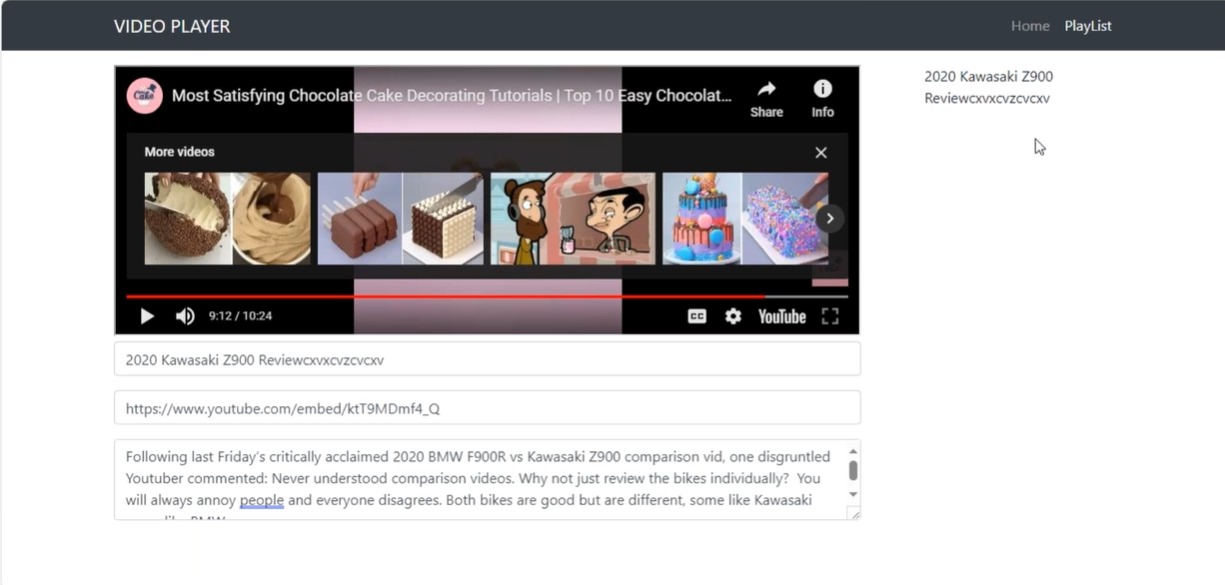 VIDEO PLAYER
Home PlayList
Cake
Most Satisfying Chocolate Cake Decorating Tutorials | Top 10 Easy Chocolat...
Share
Info
2020 Kawasaki Z900
Reviewcxvxcvzcvcxv
More videos
9:12 / 10:24
CC
YouTube
2020 Kawasaki Z900 Reviewcxvxcvzcvcxv
https://www.youtube.com/embed/ktT9MDmf4_Q
Following last Friday's critically acclaimed 2020 BMW F900R vs Kawasaki Z900 comparison vid, one disgruntled
Youtuber commented: Never understood comparison videos. Why not just review the bikes individually? You
will always annoy people and everyone disagrees. Both bikes are good but are different, some like Kawasaki